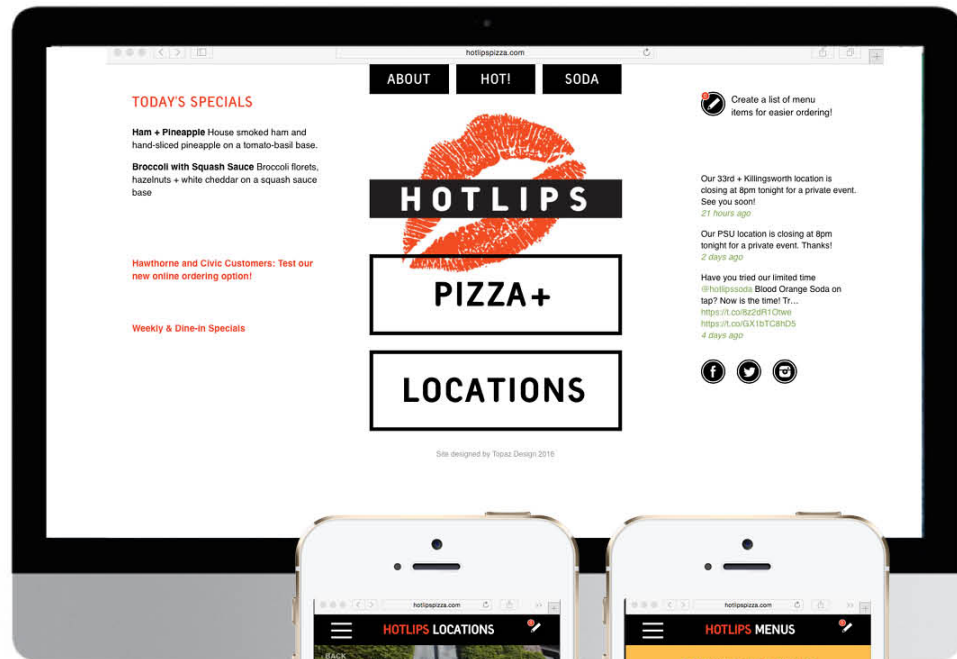 hotlipspizza.com
ABOUT
HOT!
SODA
TODAY'S SPECIALS
Ham + Pineapple House smoked ham and
hand-sliced pineapple on a tomato-basil base.
Broccoli with Squash Sauce Broccoli florets,
hazelnuts + white cheddar on a squash sauce
base
Hawthorne and Civic Customers: Test our
new online ordering option!
Weekly & Dine-in Specials
HOTLIPS
PIZZA+
LOCATIONS
Site designed by Topaz Design 2016
Create a list of menu
items for easier ordering!
Our 33rd + Killingsworth location is
closing at 8pm tonight for a private event.
See you soon!
21 hours ago
Our PSU location is closing at 8pm
tonight for a private event. Thanks!
2 days ago
Have you tried our limited time
@hotlipssoda Blood Orange Soda on
tap? Now is the time! Tr…
https://t.co/8z2dR1Otwe
https://t.co/GX1bTC8hD5
4 days ago
hotlipspizza.com
HOTLIPS LOCATIONS
‹ BACK
hotlipspizza.com
HOTLIPS MENUS